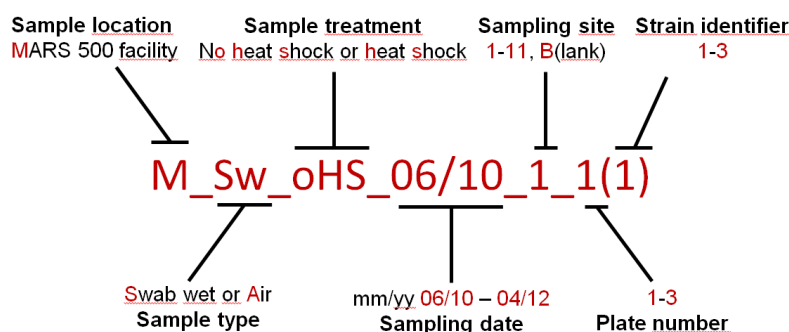 Sample location
MARS 500 facility
Sample treatment
No heat shock or heat shock
Sampling site
1-11, B(lank)
Strain identifier
1-3
M_Sw_oHS_06/10_1_1(1)
Swab wet or Air
Sample type
mm/yy 06/10 – 04/12
Sampling date
1-3
Plate number